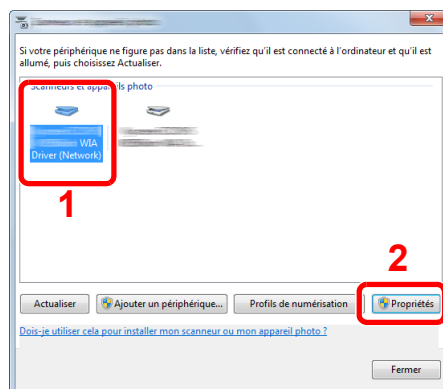 Si votre périphérique ne figure pas dans la liste, vérifiez qu'il est connecté à l'ordinateur et qu'il est
allumé, puis choisissez Actualiser.
Scanneurs et appareils photo
WIA
Driver (Network)
1
2
Actualiser
Ajouter un périphérique...
Profils de numérisation
Propriétés
Dois-je utiliser cela pour installer mon scanneur ou mon appareil photo ?
Fermer